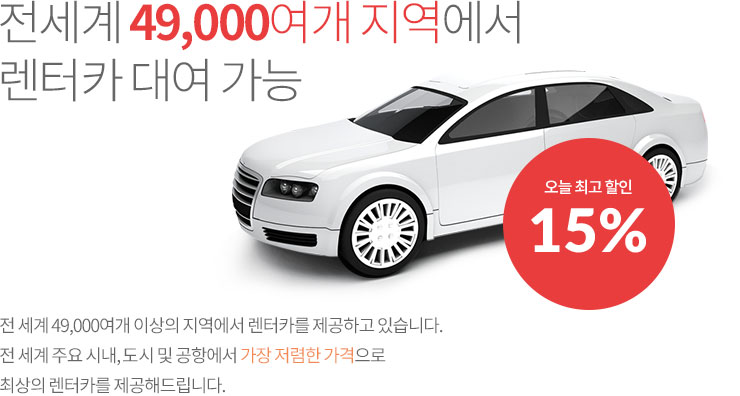 전세계 49,000여개 지역에서
렌터카 대여 가능
오늘 최고 할인
15%
전 세계 49,000여개 이상의 지역에서 렌터카를 제공하고 있습니다.
전 세계 주요 시내, 도시 및 공항에서 가장 저렴한 가격으로
최상의 렌터카를 제공해드립니다.